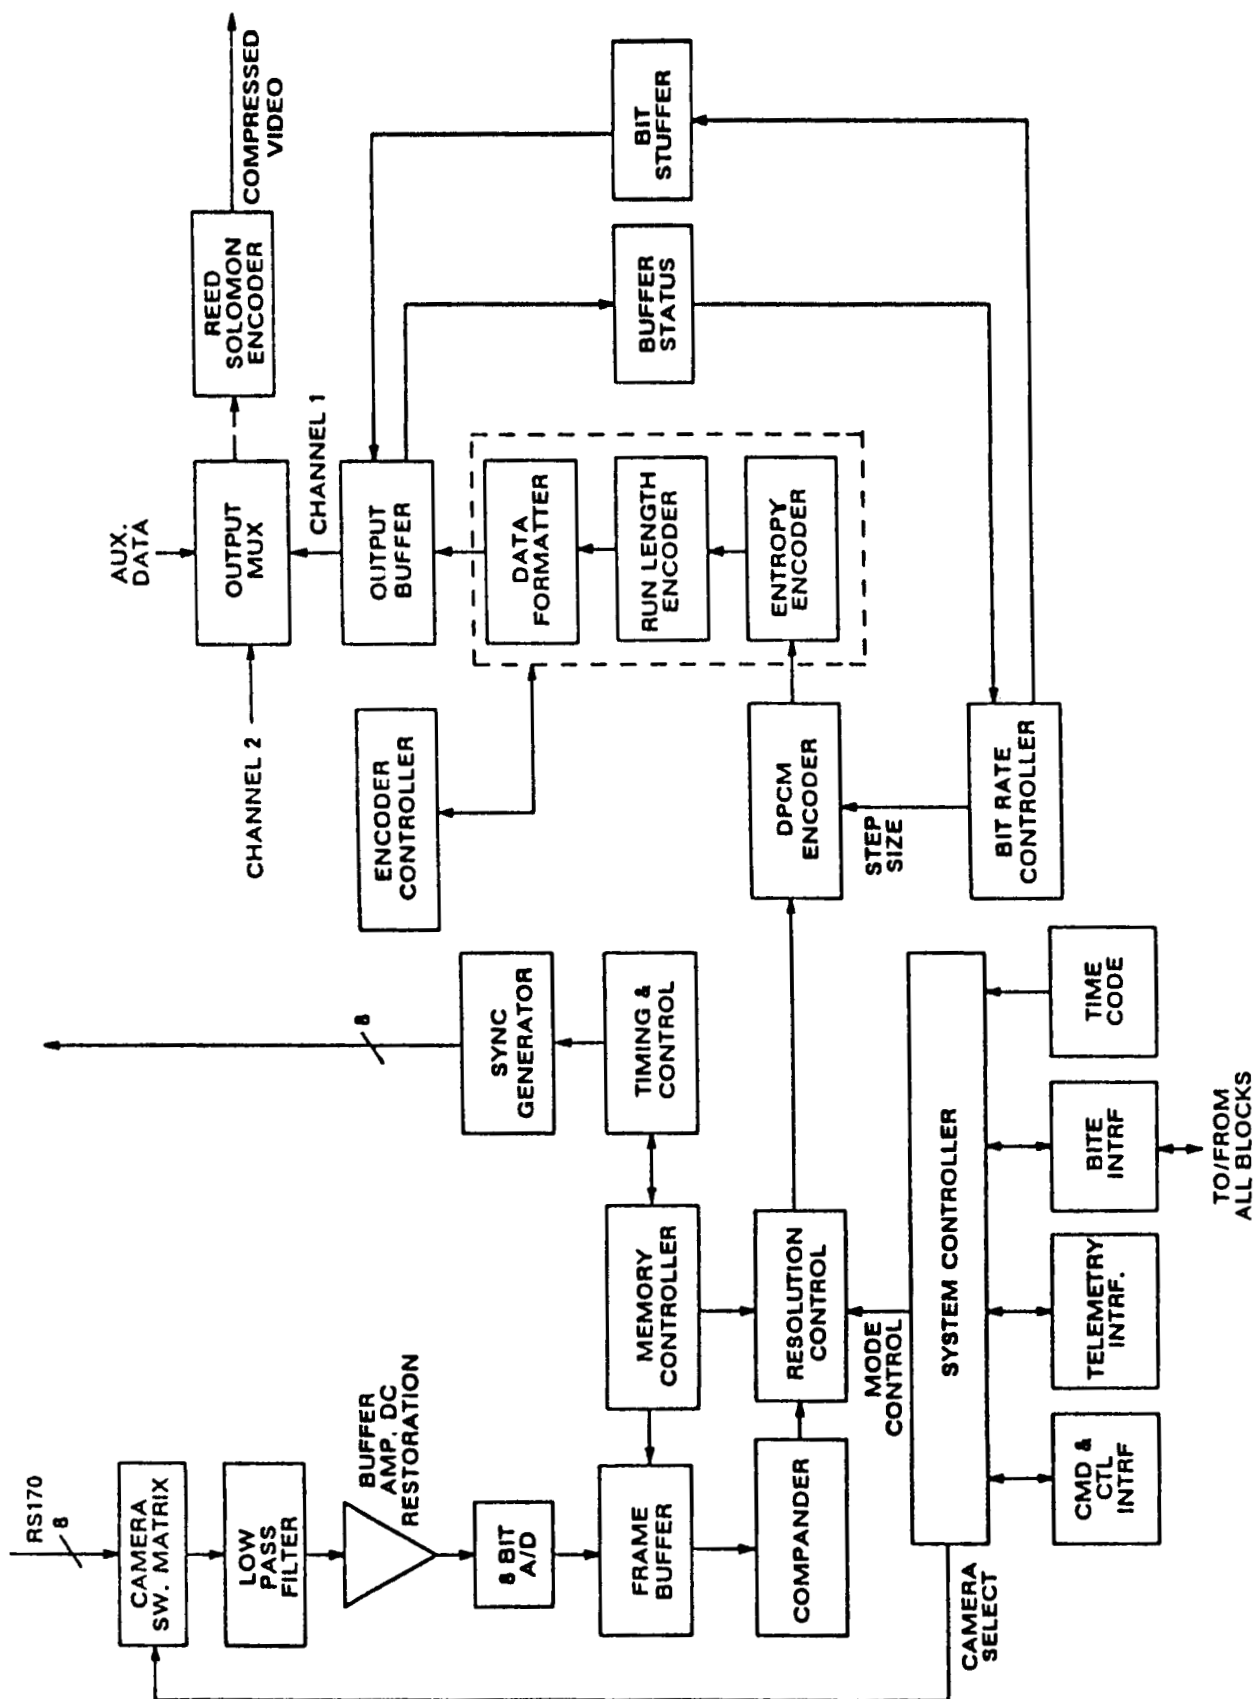 RS170
8
CAMERA
SW. MATRIX
LOW
PASS
FILTER
BUFFER
AMP, DC
RESTORATION
8 BIT
A/D
FRAME
BUFFER
COMPANDER
MEMORY
CONTROLLER
RESOLUTION
CONTROL
MODE
CONTROL
TIMING &
CONTROL
SYNC
GENERATOR
8
SYSTEM CONTROLLER
CAMERA
SELECT
CMD &
CTL
INTRF
TELEMETRY
INTRF.
BITE
INTRF
TIME
CODE
TO/FROM
ALL BLOCKS
ENCODER
CONTROLLER
DPCM
ENCODER
STEP
SIZE
BIT RATE
CONTROLLER
ENTROPY
ENCODER
RUN LENGTH
ENCODER
DATA
FORMATTER
OUTPUT
BUFFER
CHANNEL 1
CHANNEL 2
AUX.
DATA
OUTPUT
MUX
REED
SOLOMON
ENCODER
COMPRESSED
VIDEO
BUFFER
STATUS
BIT
STUFFER